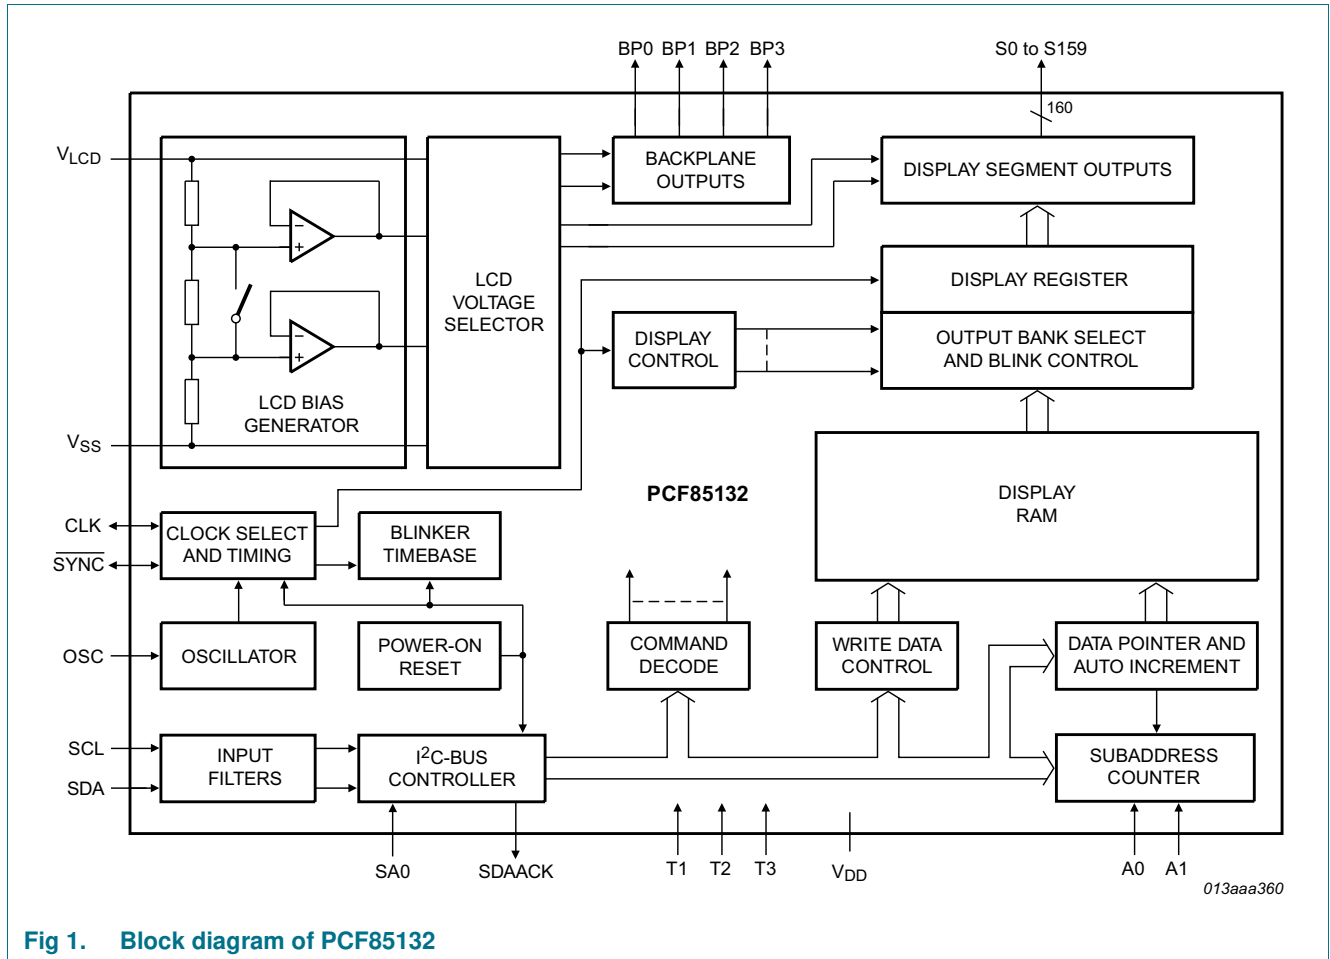 BP0 BP1 BP2 BP3
S0 to S159
160
VLCD
BACKPLANE
OUTPUTS
DISPLAY SEGMENT OUTPUTS
−
+
LCD
VOLTAGE
SELECTOR
DISPLAY REGISTER
−
+
DISPLAY
CONTROL
OUTPUT BANK SELECT
AND BLINK CONTROL
LCD BIAS
GENERATOR
VSS
PCF85132
DISPLAY
RAM
CLK
SYNC
CLOCK SELECT
AND TIMING
BLINKER
TIMEBASE
OSC
OSCILLATOR
POWER-ON
RESET
COMMAND
DECODE
WRITE DATA
CONTROL
DATA POINTER AND
AUTO INCREMENT
SCL
SDA
INPUT
FILTERS
I2C-BUS
CONTROLLER
SUBADDRESS
COUNTER
SA0
SDAACK
T1
T2
T3
VDD
A0
A1
013aaa360
Fig 1. Block diagram of PCF85132